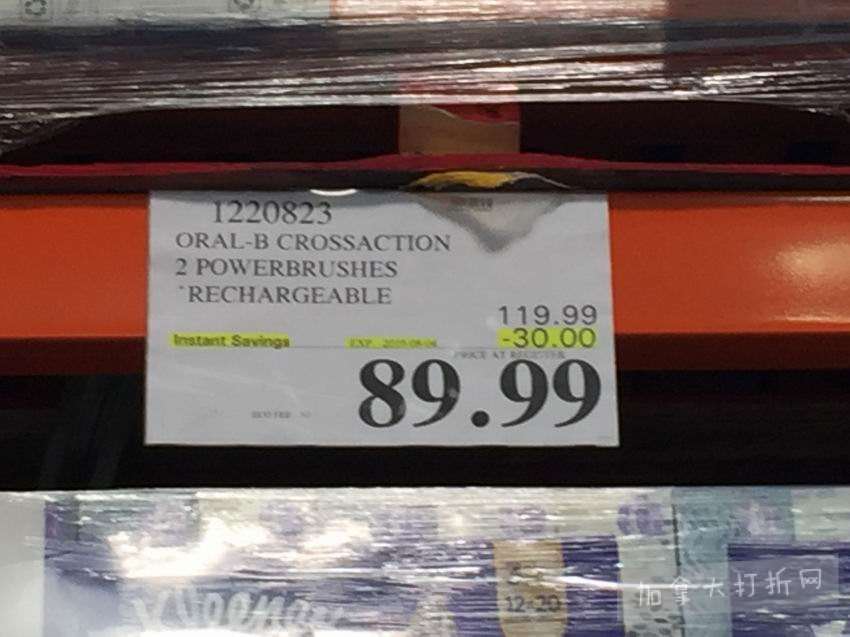 1220823
ORAL-B CROSSACTION
2 POWERBRUSHES
*RECHARGEABLE
119.99
Instant Savings -30.00
PRICE AT REGISTER
89.99
Kleenex
12-20
加拿大打折网